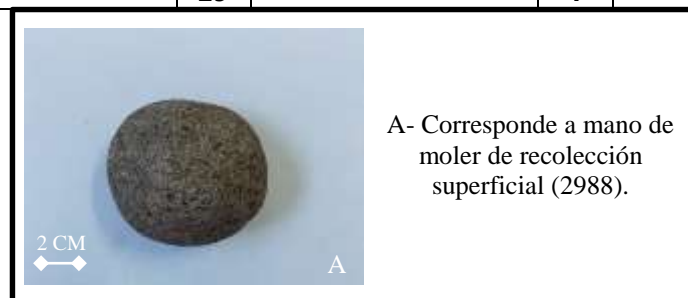 A- Corresponde a mano de
moler de recolección
superficial (2988).
2 CM
A